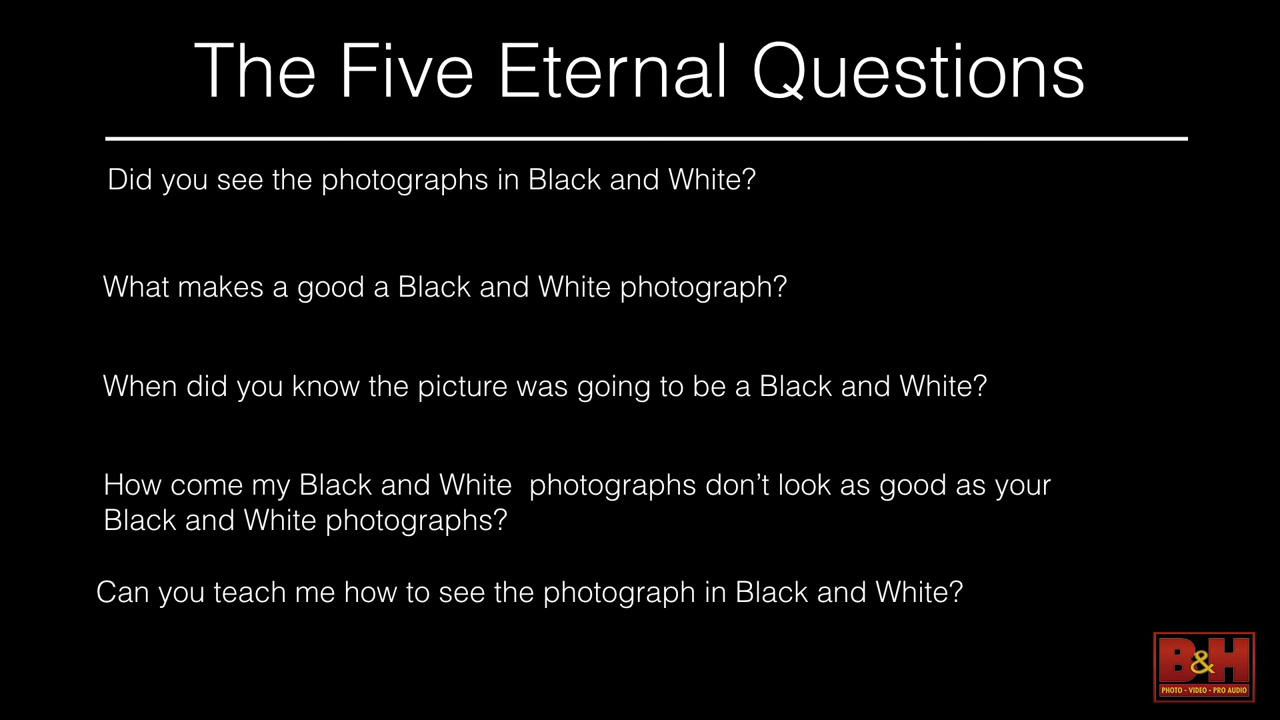 The Five Eternal Questions
Did you see the photographs in Black and White?
What makes a good a Black and White photograph?
When did you know the picture was going to be a Black and White?
How come my Black and White  photographs don’t look as good as your
Black and White photographs?
Can you teach me how to see the photograph in Black and White?
B&H
PHOTO - VIDEO - PRO AUDIO